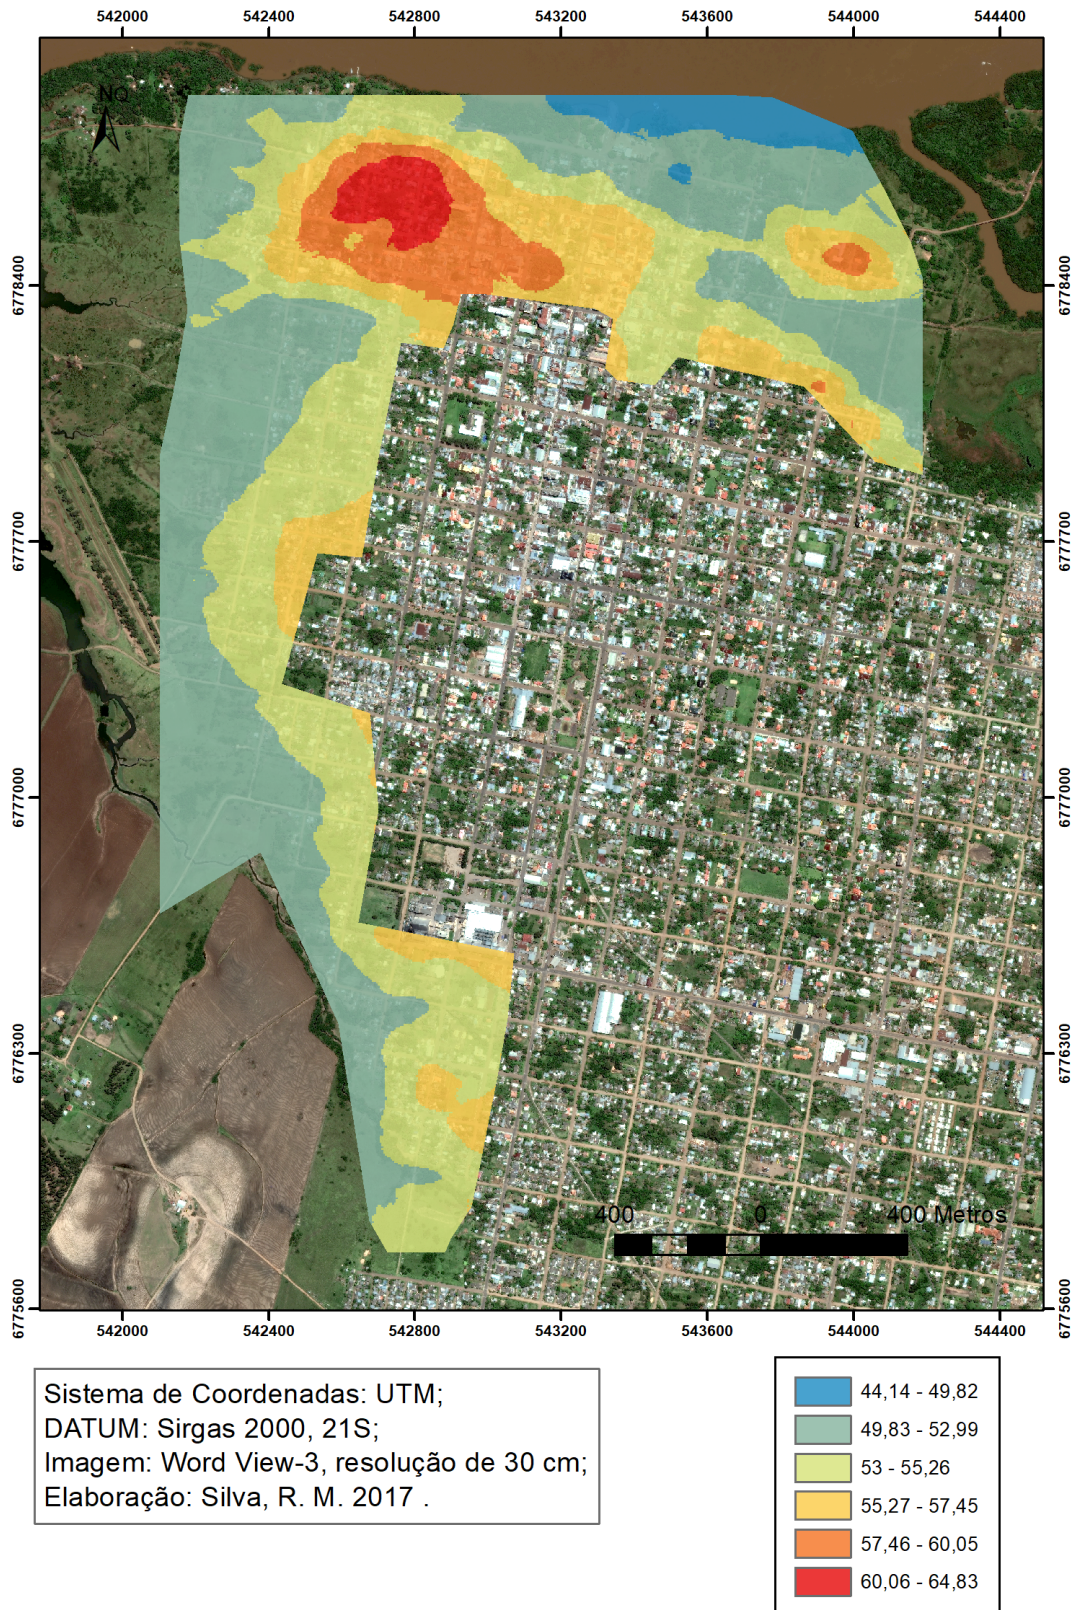 542000 542400 542800 543200 543600 544000 544400
NQ
6778400 6778400
6777700 6777700
6777000 6777000
6776300 6776300
400 0 400 Metros
6775600 6775600
542000 542400 542800 543200 543600 544000 544400
Sistema de Coordenadas: UTM;
DATUM: Sirgas 2000, 21S;
Imagem: Word View-3, resolução de 30 cm;
Elaboração: Silva, R. M. 2017 .
44,14 - 49,82
49,83 - 52,99
53 - 55,26
55,27 - 57,45
57,46 - 60,05
60,06 - 64,83